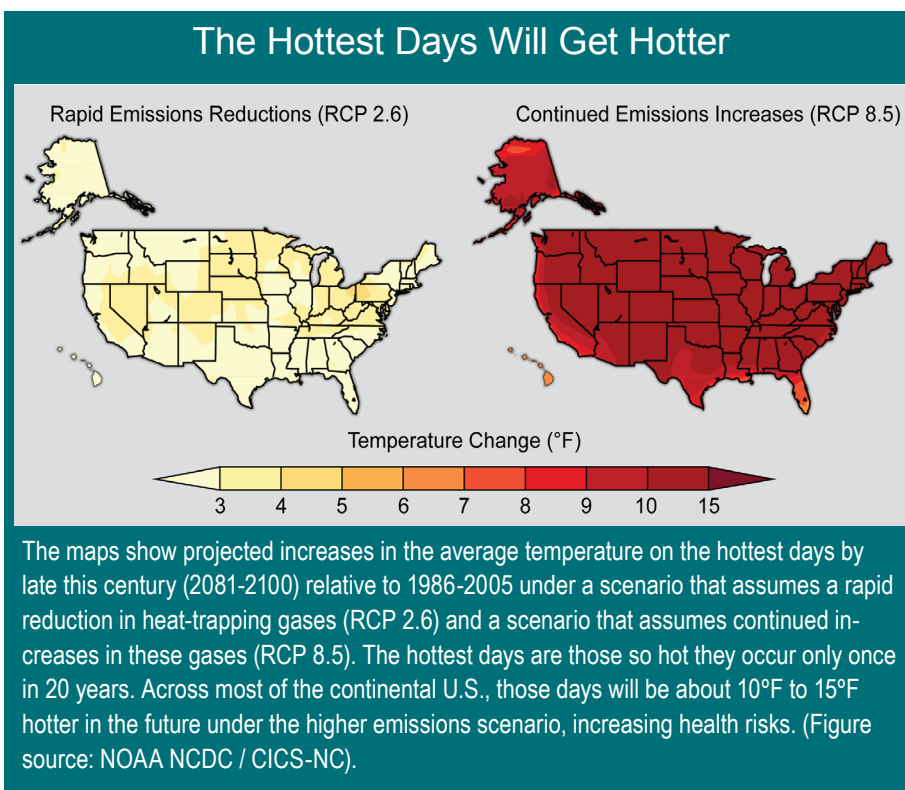 The Hottest Days Will Get Hotter
Rapid Emissions Reductions (RCP 2.6)
Continued Emissions Increases (RCP 8.5)
Temperature Change (°F)
3 4 5 6 7 8 9 10 15
The maps show projected increases in the average temperature on the hottest days by
late this century (2081-2100) relative to 1986-2005 under a scenario that assumes a rapid
reduction in heat-trapping gases (RCP 2.6) and a scenario that assumes continued in-
creases in these gases (RCP 8.5). The hottest days are those so hot they occur only once
in 20 years. Across most of the continental U.S., those days will be about 10ºF to 15ºF
hotter in the future under the higher emissions scenario, increasing health risks. (Figure
source: NOAA NCDC / CICS-NC).